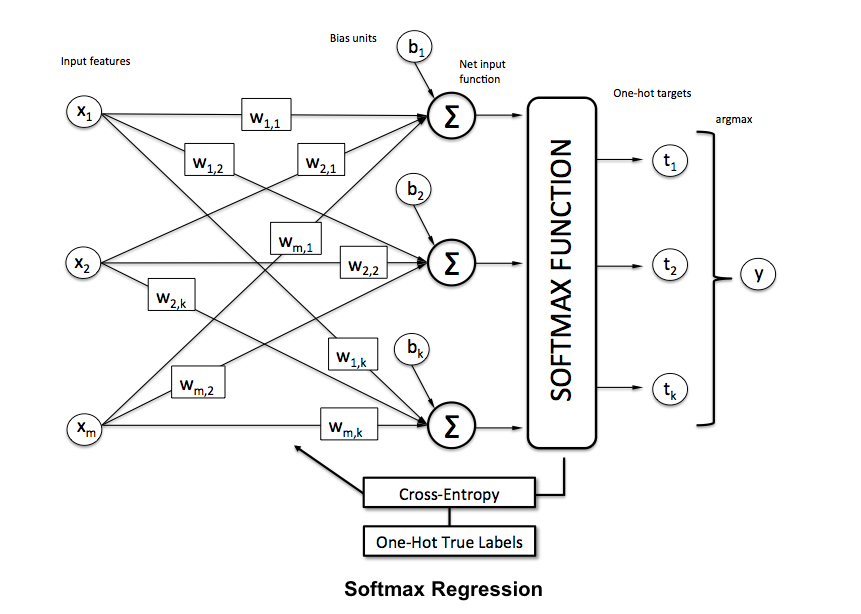 Bias units
b1
Input features
Net input
function
One-hot targets
argmax
x1
w1,1
Σ
w1,2
w2,1
t1
b2
wm,1
x2
w2,2
Σ
SOFTMAX FUNCTION
t2
y
w2,k
bk
w1,k
wm,2
tk
xm
wm,k
Σ
Cross-Entropy
One-Hot True Labels
Softmax Regression